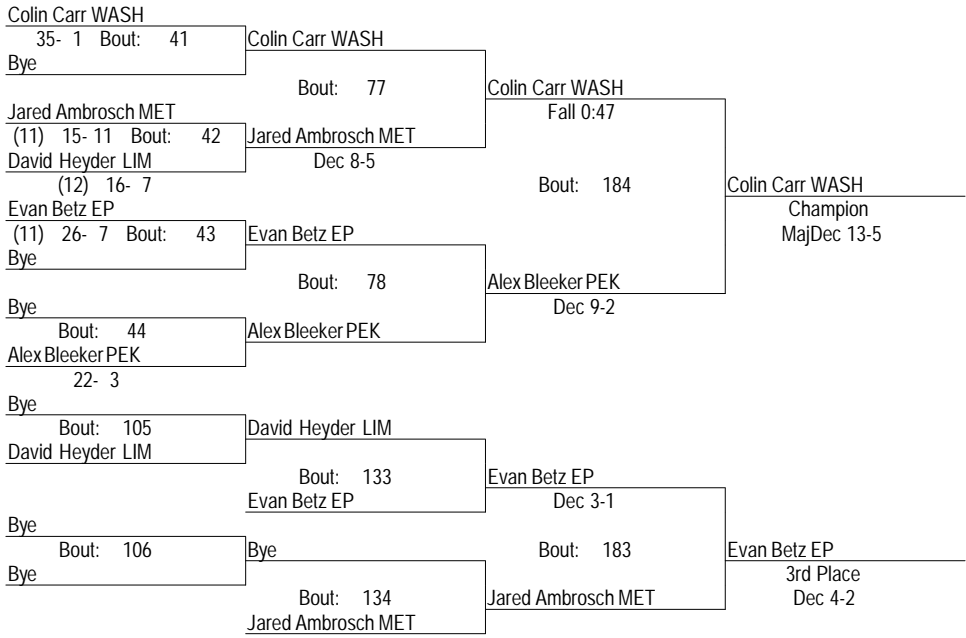 Colin Carr WASH
35- 1 Bout: 41
Colin Carr WASH
Bye
Bout: 77
Colin Carr WASH
Jared Ambrosch MET
Fall 0:47
(11) 15- 11 Bout: 42
Jared Ambrosch MET
David Heyder LIM
Dec 8-5
(12) 16- 7
Bout: 184
Colin Carr WASH
Evan Betz EP
Champion
(11) 26- 7 Bout: 43
Evan Betz EP
MajDec 13-5
Bye
Bout: 78
Alex Bleeker PEK
Bye
Dec 9-2
Bout: 44
Alex Bleeker PEK
Alex Bleeker PEK
22- 3
Bye
Bout: 105
David Heyder LIM
David Heyder LIM
Bout: 133
Evan Betz EP
Evan Betz EP
Dec 3-1
Bye
Bout: 106
Bye
Bout: 183
Evan Betz EP
Bye
3rd Place
Bout: 134
Jared Ambrosch MET
Dec 4-2
Jared Ambrosch MET